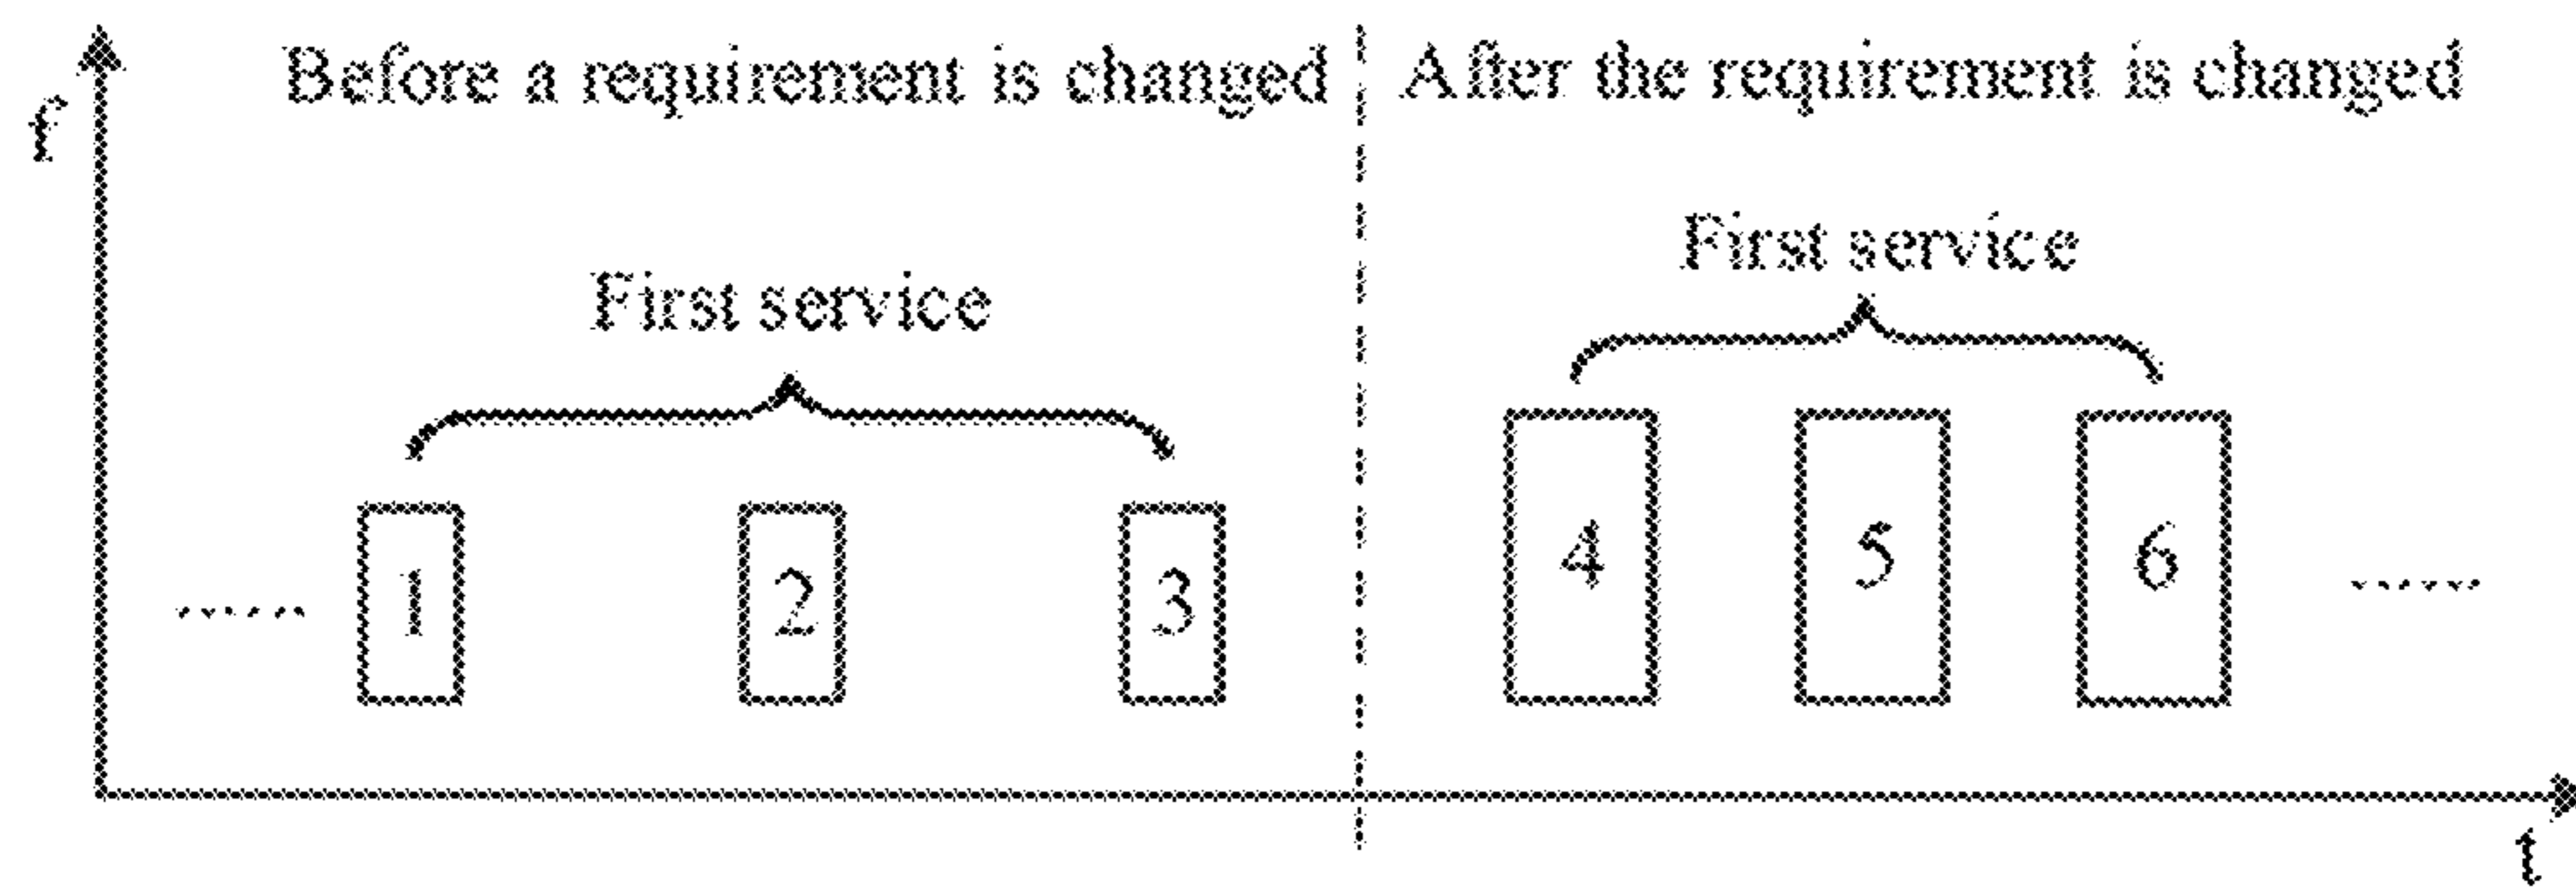 Before a requirement is changed
After the requirement is changed
f
First service
First service
1
2
3
4
5
6
......
......
t